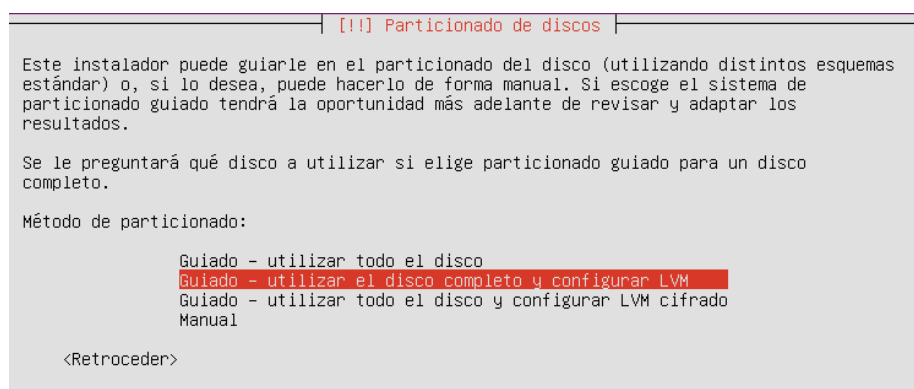 [!!] Particionado de discos
Este instalador puede guiarle en el particionado del disco (utilizando distintos esquemas
estándar) o, si lo desea, puede hacerlo de forma manual. Si escoge el sistema de
particionado guiado tendrá la oportunidad más adelante de revisar y adaptar los
resultados.
Se le preguntará qué disco a utilizar si elige particionado guiado para un disco
completo.
Método de particionado:
Guiado - utilizar todo el disco
Guiado - utilizar el disco completo y configurar LVM
Guiado - utilizar todo el disco y configurar LVM cifrado
Manual
<Retroceder>